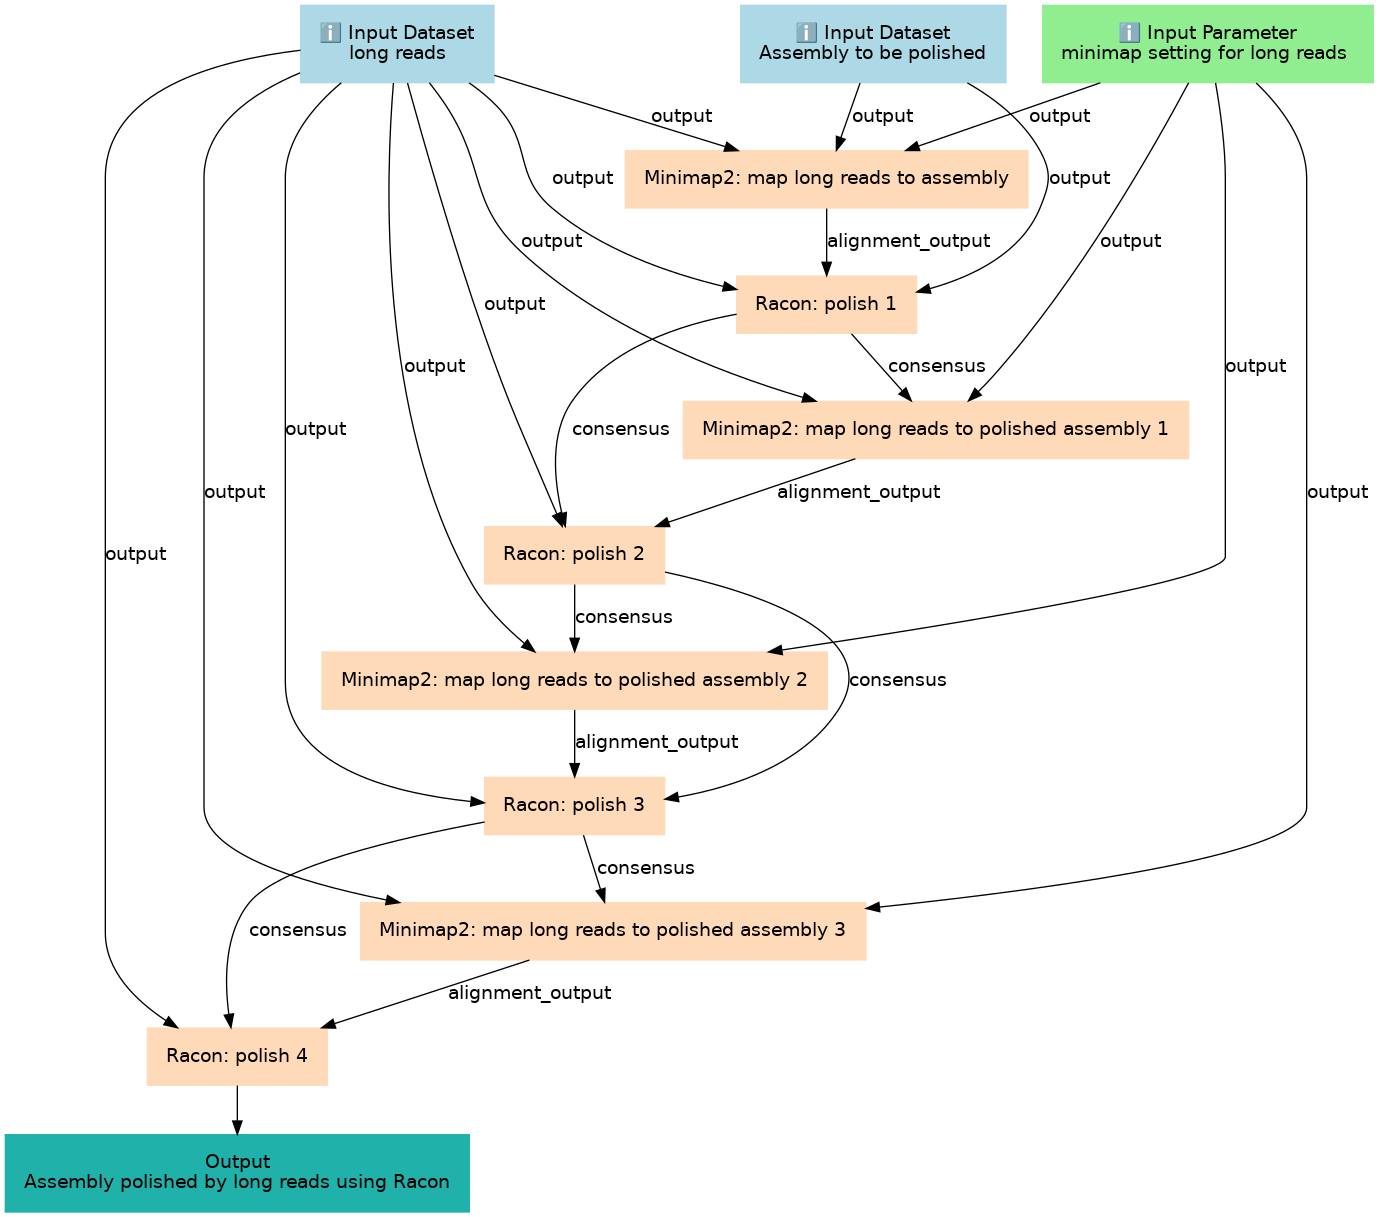 ℹ️ Input Dataset
long reads
ℹ️ Input Dataset
Assembly to be polished
ℹ️ Input Parameter
minimap setting for long reads
output
output
output
Minimap2: map long reads to assembly
output
output
output
alignment_output
output
output
Racon: polish 1
output
consensus
output
output
consensus
Minimap2: map long reads to polished assembly 1
output
alignment_output
output
output
Racon: polish 2
consensus
Minimap2: map long reads to polished assembly 2
consensus
alignment_output
Racon: polish 3
consensus
consensus
Minimap2: map long reads to polished assembly 3
alignment_output
Racon: polish 4
Output
Assembly polished by long reads using Racon